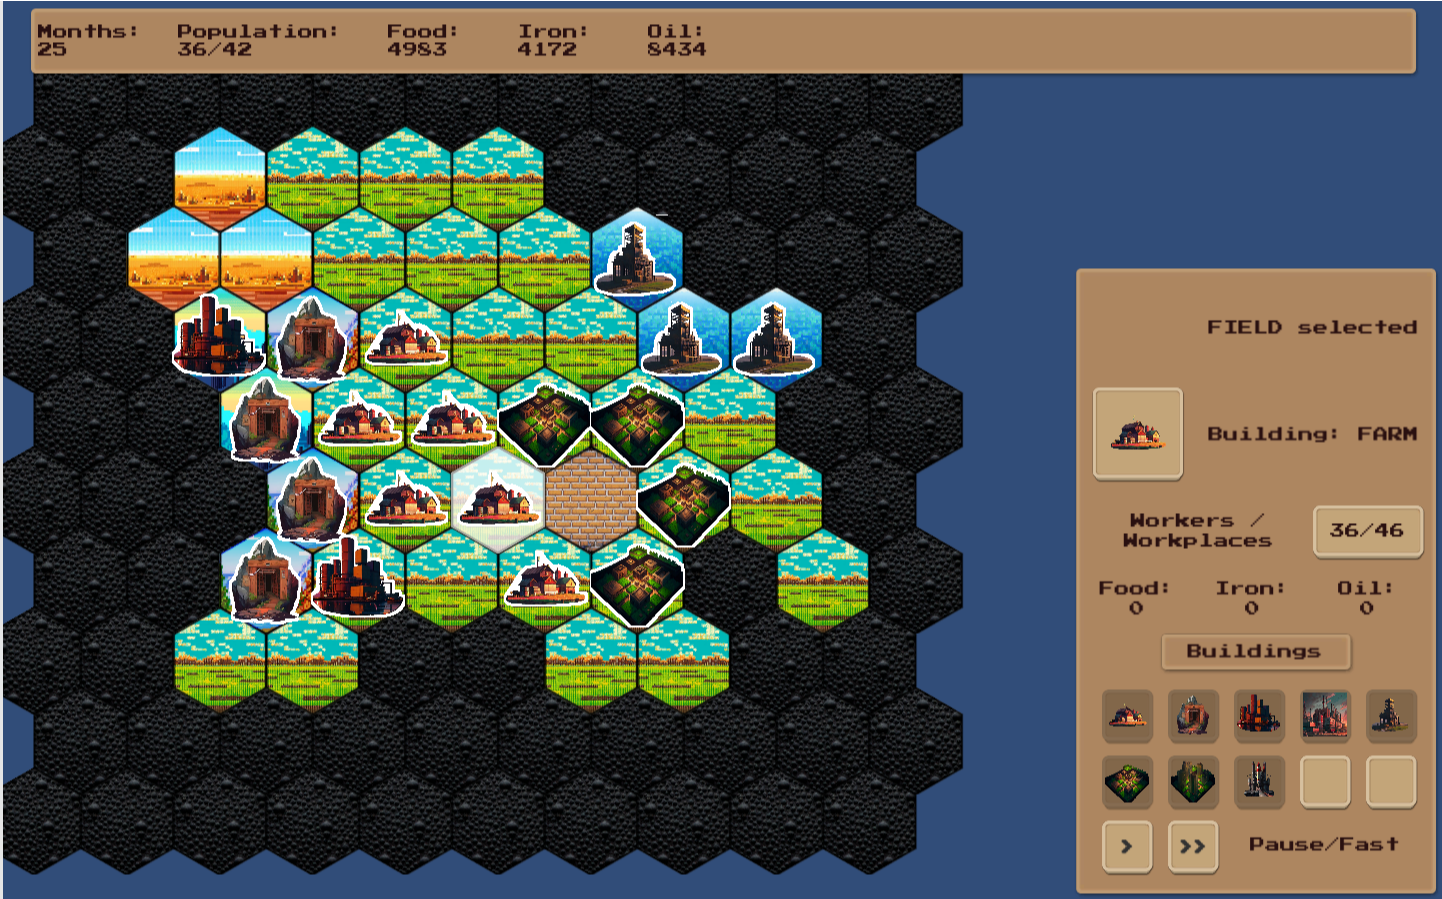 Months: Population: Food: Iron: Oil:
25 36/42 4983 4172 8434
FIELD selected
Building: FARM
Workers /
Workplaces
36/46
Food: Iron: Oil:
0 0 0
Buildings
> >> Pause/Fast